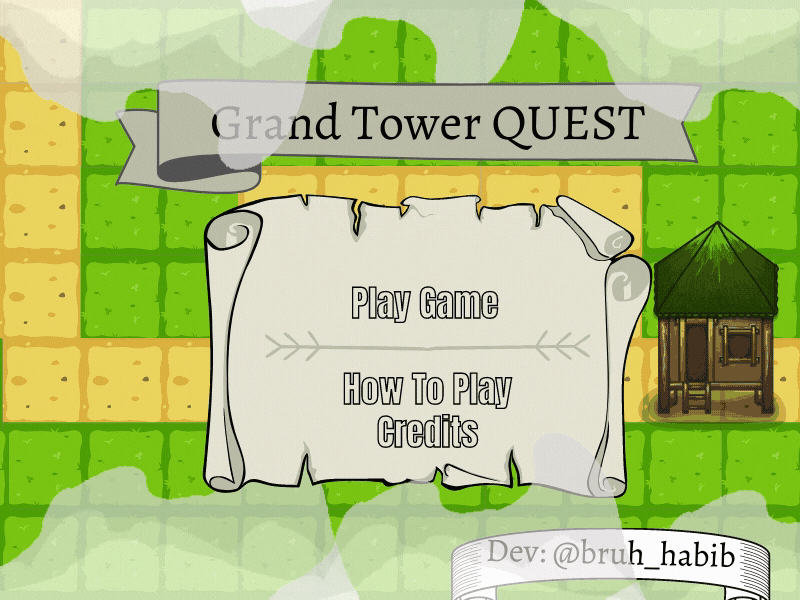 Grand Tower QUEST
Play Game
How To Play
Credits
Dev: @bruh_habib